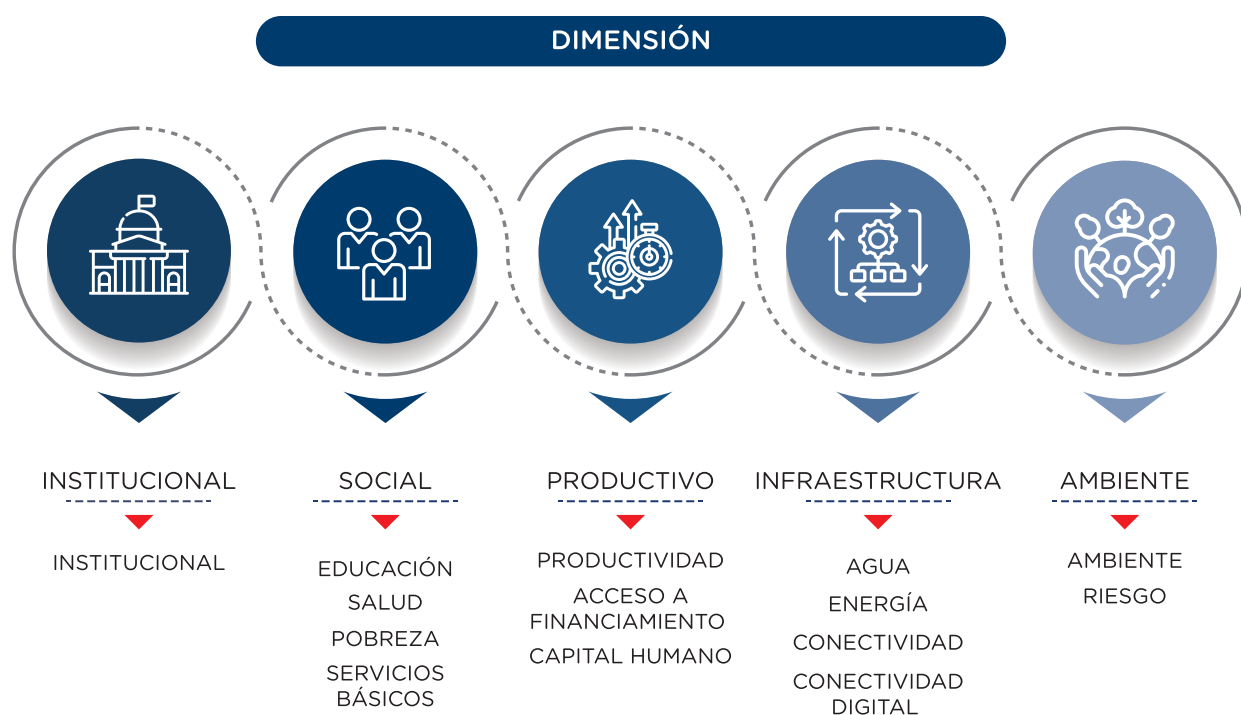 DIMENSIÓN
INSTITUCIONAL
INSTITUCIONAL
SOCIAL
EDUCACIÓN
SALUD
POBREZA
SERVICIOS
BÁSICOS
PRODUCTIVO
PRODUCTIVIDAD
ACCESO A
FINANCIAMIENTO
CAPITAL HUMANO
INFRAESTRUCTURA
AGUA
ENERGÍA
CONECTIVIDAD
CONECTIVIDAD
DIGITAL
AMBIENTE
AMBIENTE
RIESGO